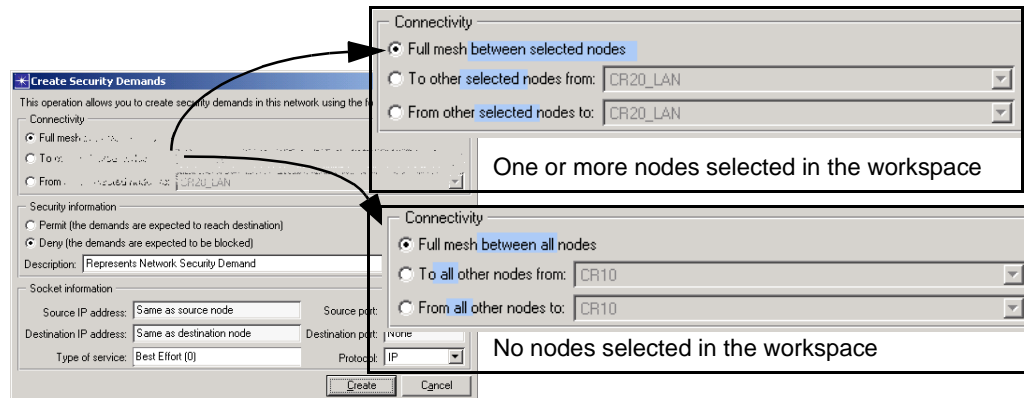 Connectivity
Full mesh between selected nodes
To other selected nodes from: CR20_LAN
From other selected nodes to: CR20_LAN
One or more nodes selected in the workspace
Create Security Demands
This operation allows you to create security demands in this network using the fo
Connectivity
Full mesh
To
From nodes to: CR20_LAN
Security information
Permit (the demands are expected to reach destination)
Deny (the demands are expected to be blocked)
Description: Represents Network Security Demand
Socket information
Source IP address: Same as source node Source port:
Destination IP address: Same as destination node Destination port: None
Type of service: Best Effort (0) Protocol: IP
Create Cancel
Connectivity
Full mesh between all nodes
To all other nodes from: CR10
From all other nodes to: CR10
No nodes selected in the workspace